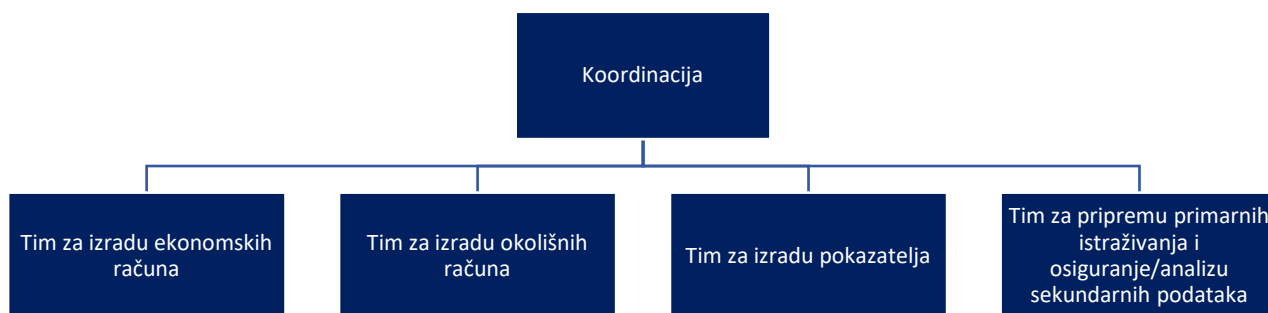 Koordinacija
Tim za izradu ekonomskih
računa
Tim za izradu okolišnih
računa
Tim za izradu pokazatelja
Tim za pripremu primarnih
istraživanja i
osiguranje/analizu
sekundarnih podataka